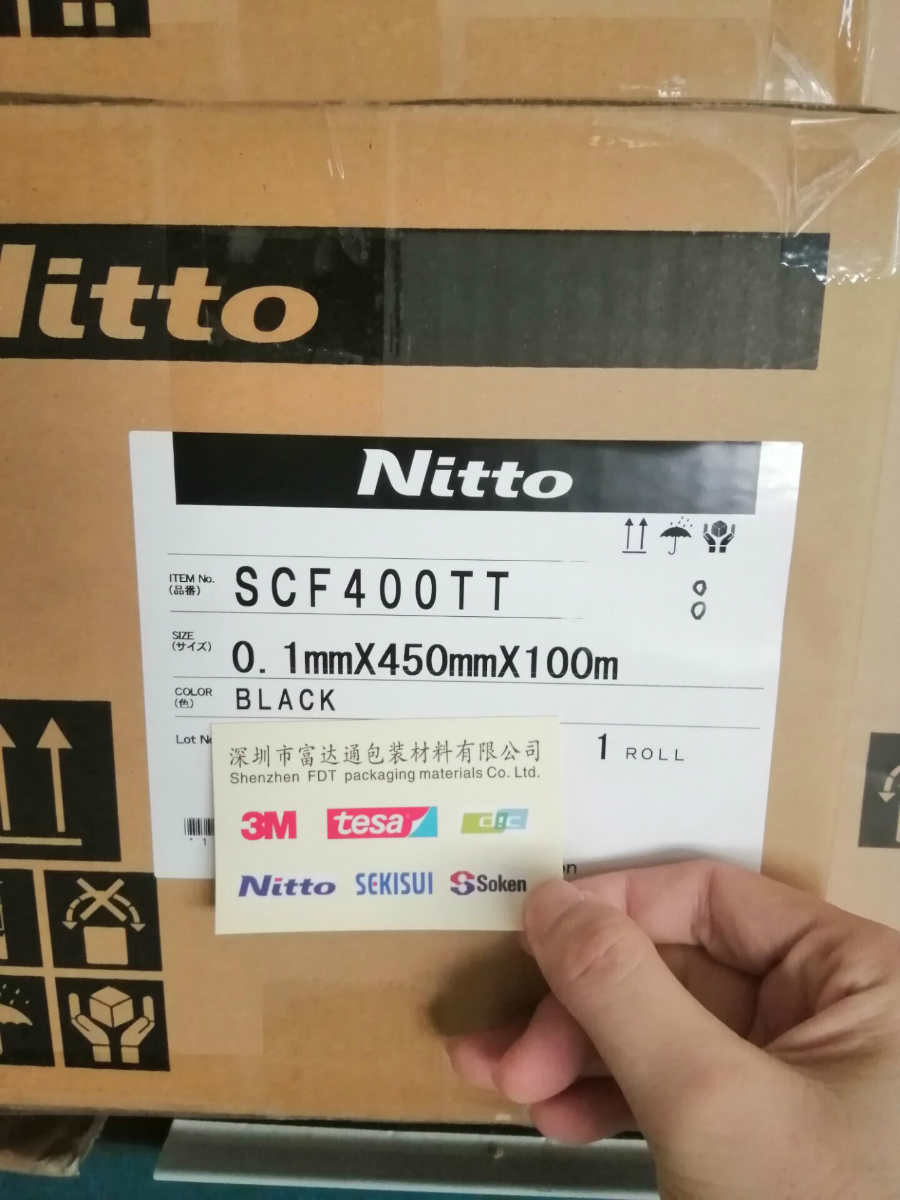 Nitto
Nitto
ITEM No.
(品番)
SCF400TT
SIZE
(サイズ)
0.1mmX450mmX100m
COLOR
(色)
BLACK
Lot
1 ROLL
深圳市富达通包装材料有限公司
Shenzhen FDT packaging materials Co. Ltd.
3M tesa dic
Nitto SEKISUI Soken